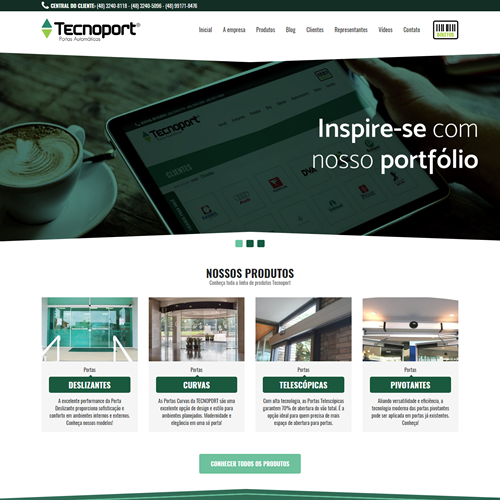 CENTRAL DO CLIENTE: (48) 3240-8118 - (48) 3240-5096 - (48) 99171-8476
Tecnoport®
Portas Automáticas
Inicial A empresa Produtos Blog Clientes Representantes Vídeos Contato
BOLETOS
Tecnoport
CLIENTES
Inspire-se com
nosso portfólio
NOSSOS PRODUTOS
Conheça toda a linha de produtos Tecnoport
Portas Portas Portas Portas
DESLIZANTES CURVAS TELESCÓPICAS PIVOTANTES
A excelente performance da Porta
Deslizante proporciona sofisticação e
conforto em ambientes internos e externos.
Conheça nossos modelos!
As Portas Curvas da TECNOPORT são uma
excelente opção de design e estilo para
ambientes planejados. Modernidade e
elegância em uma só porta!
Com alta tecnologia, as Portas Telescópicas
garantem 70% de abertura do vão total. É a
opção ideal para quem precisa de mais
espaço de abertura para portas.
Aliando versatilidade e eficiência, a
tecnologia moderna das portas pivotantes
pode ser aplicada em portas já existentes.
Conheça!
CONHECER TODOS OS PRODUTOS